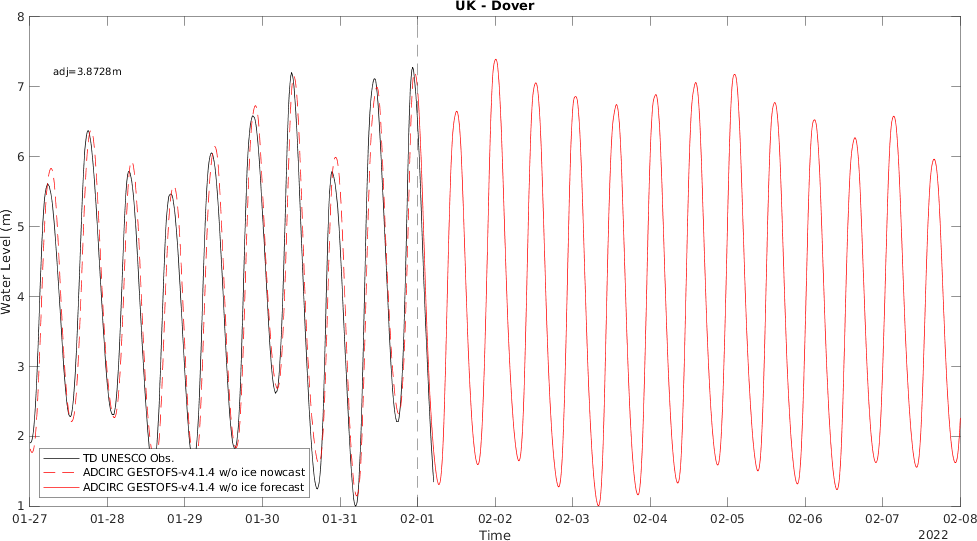 UK - Dover
adj=3.8728m
Water Level (m)
8
7
6
5
4
3
2
1
TD UNESCO Obs.
ADCIRC GESTOFS-v4.1.4 w/o ice nowcast
ADCIRC GESTOFS-v4.1.4 w/o ice forecast
01-27 01-28 01-29 01-30 01-31 02-01 02-02 02-03 02-04 02-05 02-06 02-07 02-08
Time
2022